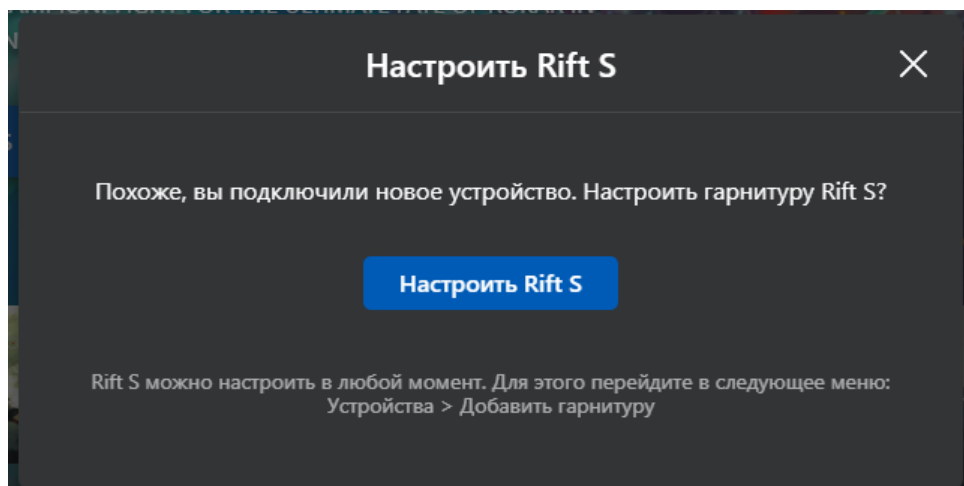 Настроить Rift S
Похоже, вы подключили новое устройство. Настроить гарнитуру Rift S?
Настроить Rift S
Rift S можно настроить в любой момент. Для этого перейдите в следующее меню:
Устройства > Добавить гарнитуру